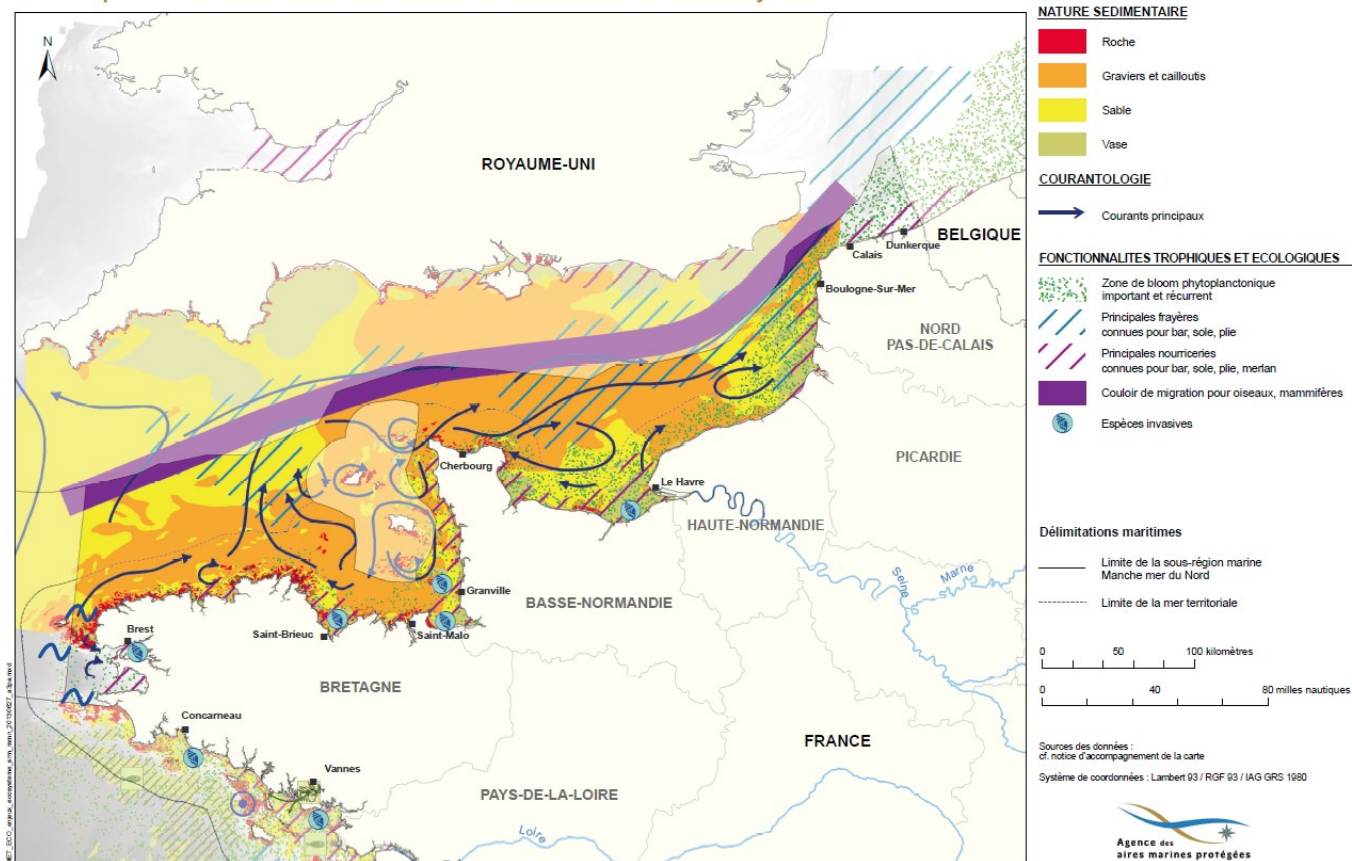 N
ROYAUME-UNI
BELGIQUE
Dunkerque
Calais
Boulogne-Sur-Mer
NORD
PAS-DE-CALAIS
PICARDIE
Cherbourg
Le Havre
HAUTE-NORMANDIE
Seine
Marne
Granville
BASSE-NORMANDIE
Brest
Saint-Brieuc
Saint-Malo
BRETAGNE
Concarneau
Vannes
FRANCE
PAYS-DE-LA-LOIRE
Loire
NATURE SEDIMENTAIRE
Roche
Graviers et cailloutis
Sable
Vase
COURANTOLOGIE
Courants principaux
FONCTIONNALITES TROPHIQUES ET ECOLOGIQUES
Zone de bloom phytoplanctonique
important et récurrent
Principales frayères
connues pour bar, sole, plie
Principales nourriceries
connues pour bar, sole, plie, merlan
Couloir de migration pour oiseaux, mammifères
Espèces invasives
Délimitations maritimes
Limite de la sous-région marine
Manche mer du Nord
Limite de la mer territoriale
0 50 100 kilomètres
0 40 80 milles nautiques
Sources des données :
cf. notice d'accompagnement de la carte
Système de coordonnées : Lambert 93 / RGF 93 / IAG GRS 1980
Agence des
aires marines protégées